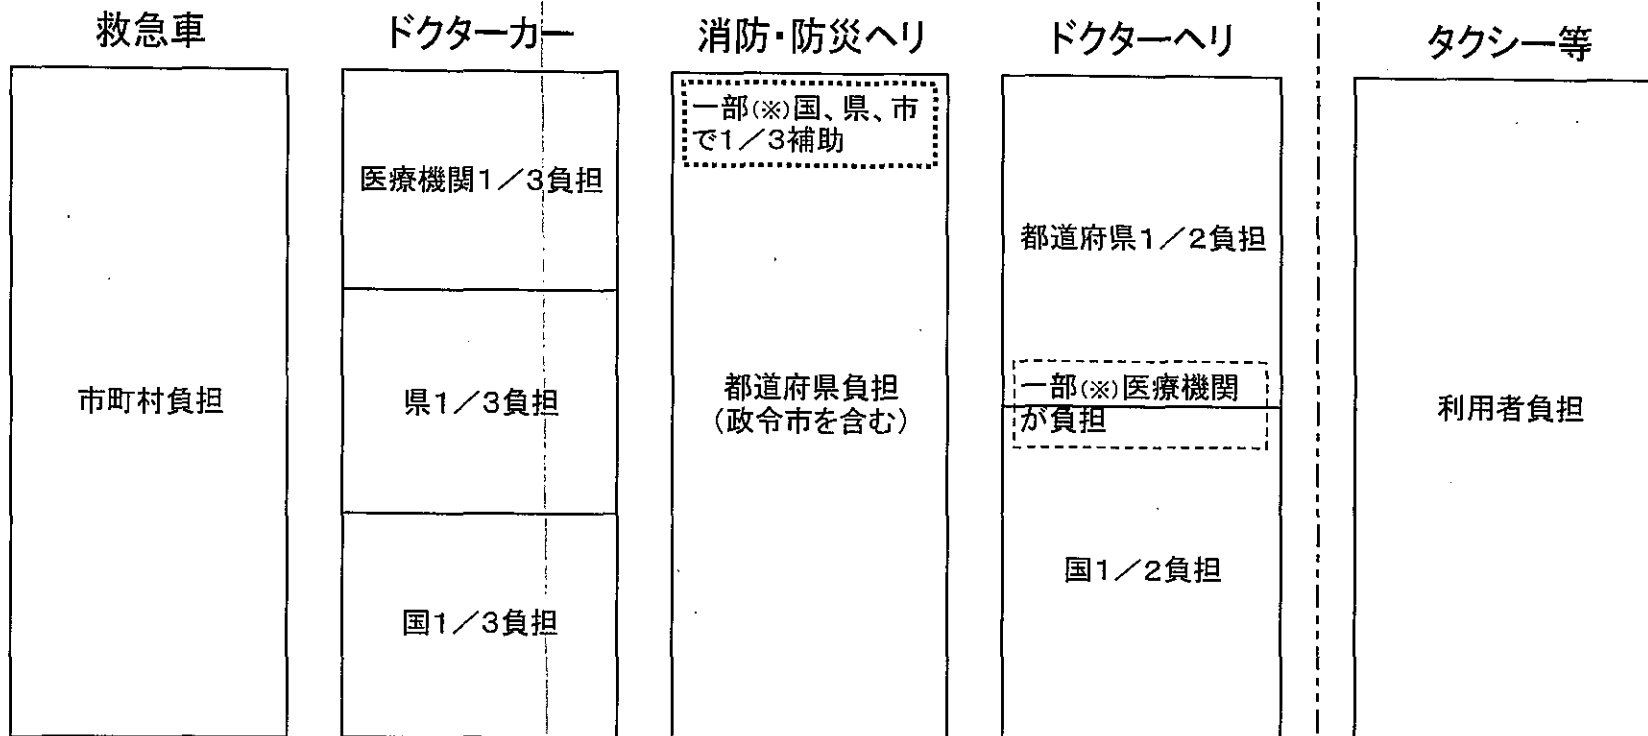 救急車
ドクターカー
消防・防災ヘリ
ドクターヘリ
タクシー等
市町村負担
医療機関1/3負担
県1/3負担
国1/3負担
一部(※)国、県、市
で1/3補助
都道府県負担
(政令市を含む)
都道府県1/2負担
一部(※)医療機関
が負担
国1/2負担
利用者負担